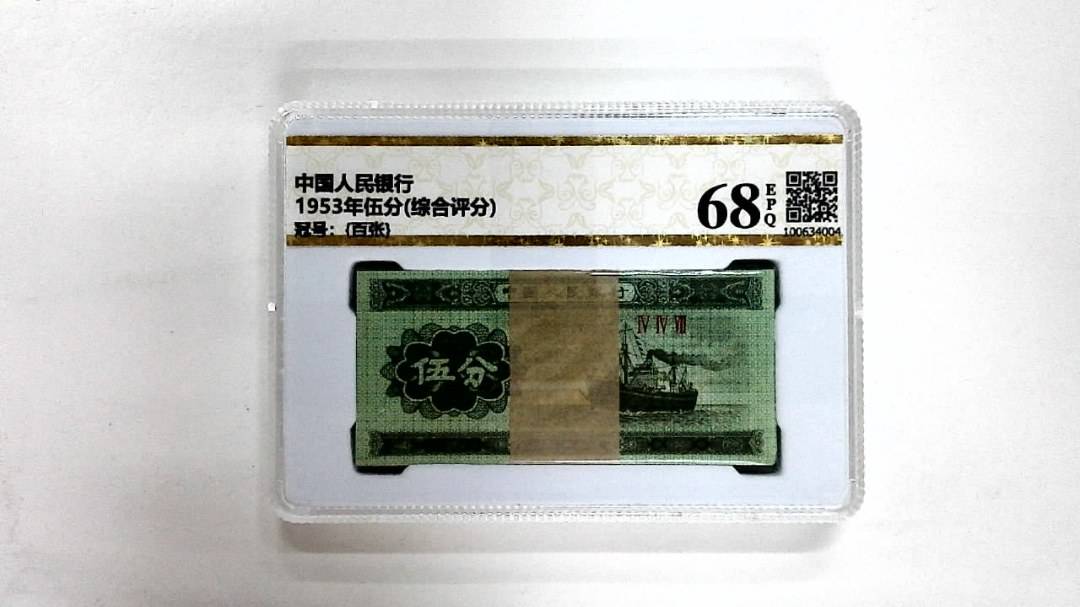 中国人民银行
1953年伍分(综合评分)
冠号：{百张}
68
EPQ
100634004
IV IV VII
伍分